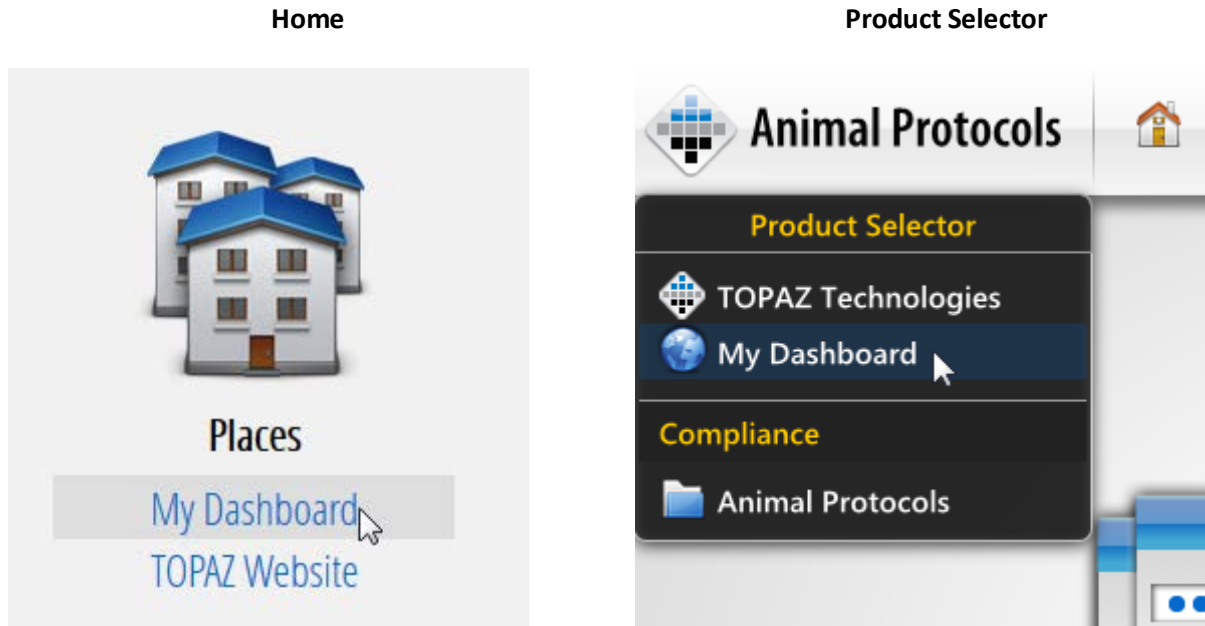 Home
Product Selector
Places
My Dashboard
TOPAZ Website
Animal Protocols
Product Selector
TOPAZ Technologies
My Dashboard
Compliance
Animal Protocols